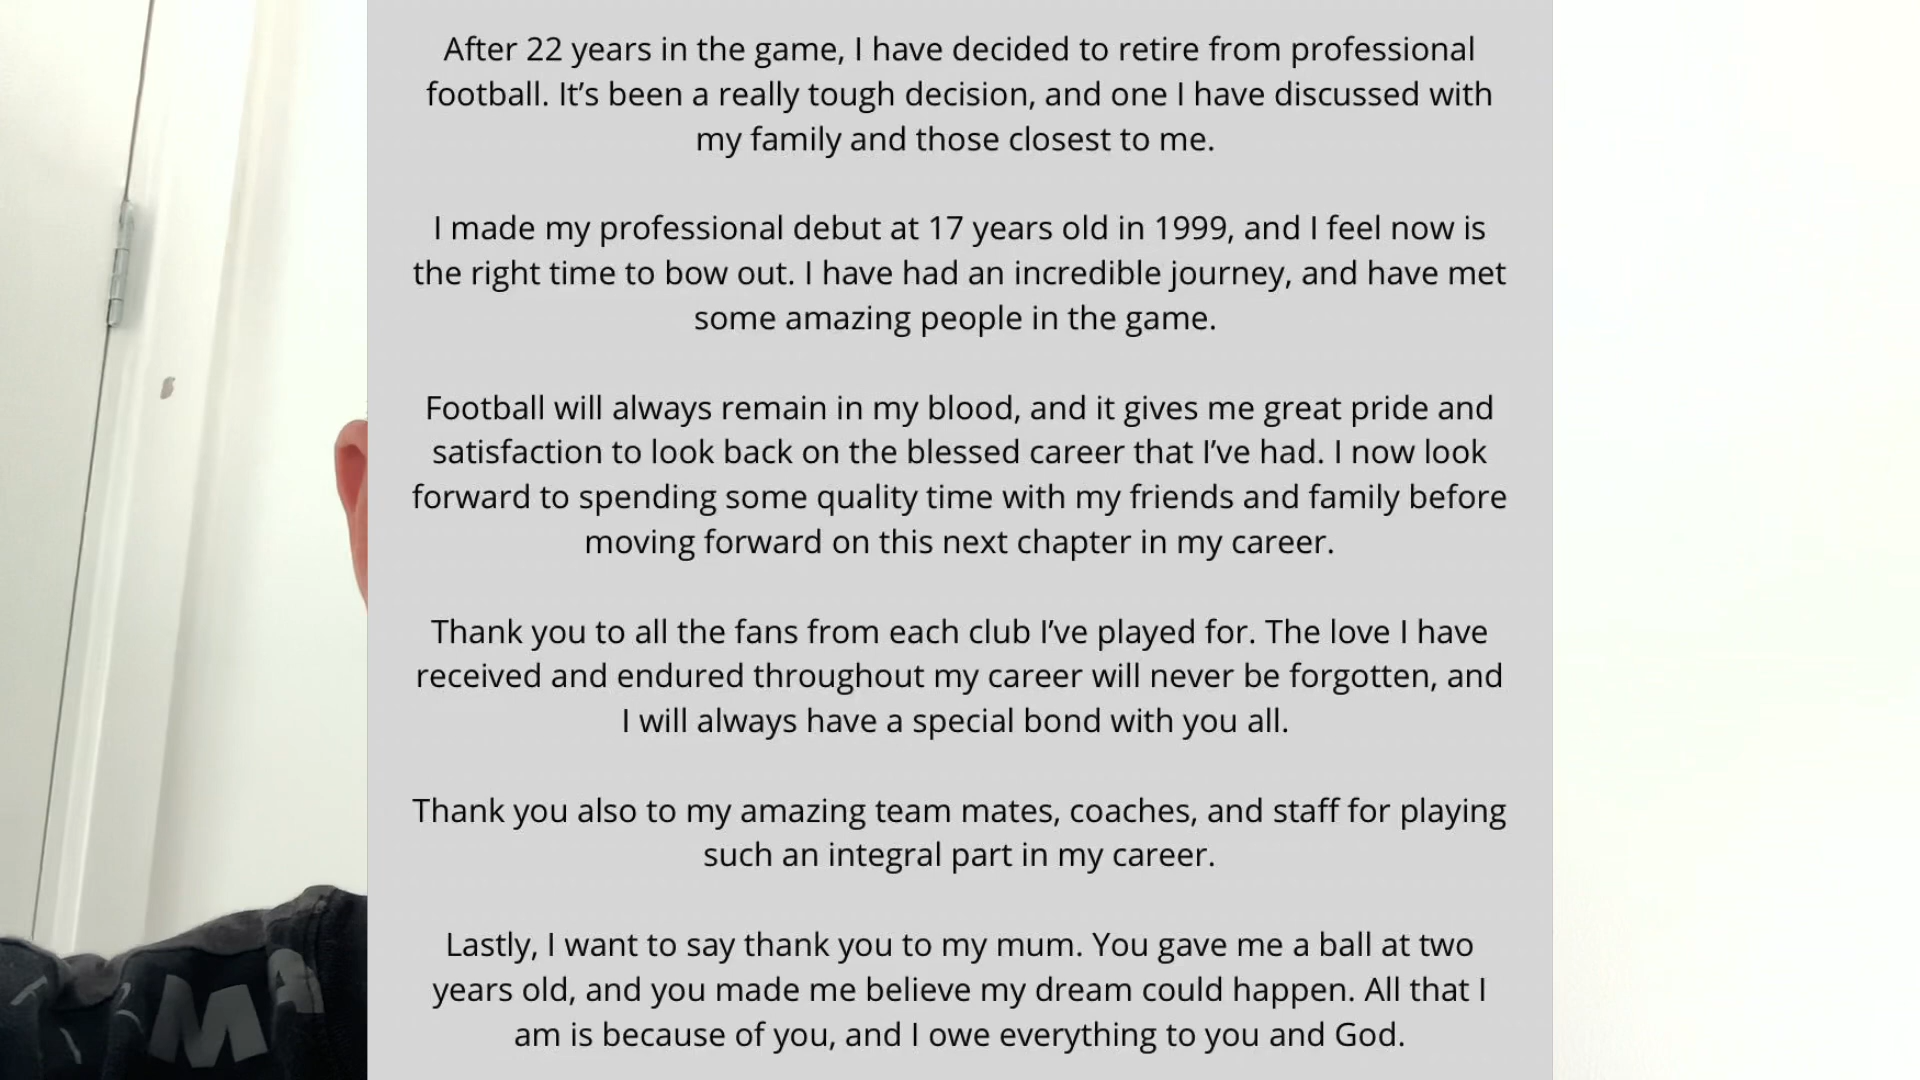 After 22 years in the game, I have decided to retire from professional
football. It’s been a really tough decision, and one I have discussed with
my family and those closest to me.
I made my professional debut at 17 years old in 1999, and I feel now is
the right time to bow out. I have had an incredible journey, and have met
some amazing people in the game.
Football will always remain in my blood, and it gives me great pride and
satisfaction to look back on the blessed career that I’ve had. I now look
forward to spending some quality time with my friends and family before
moving forward on this next chapter in my career.
Thank you to all the fans from each club I’ve played for. The love I have
received and endured throughout my career will never be forgotten, and
I will always have a special bond with you all.
Thank you also to my amazing team mates, coaches, and staff for playing
such an integral part in my career.
Lastly, I want to say thank you to my mum. You gave me a ball at two
years old, and you made me believe my dream could happen. All that I
am is because of you, and I owe everything to you and God.